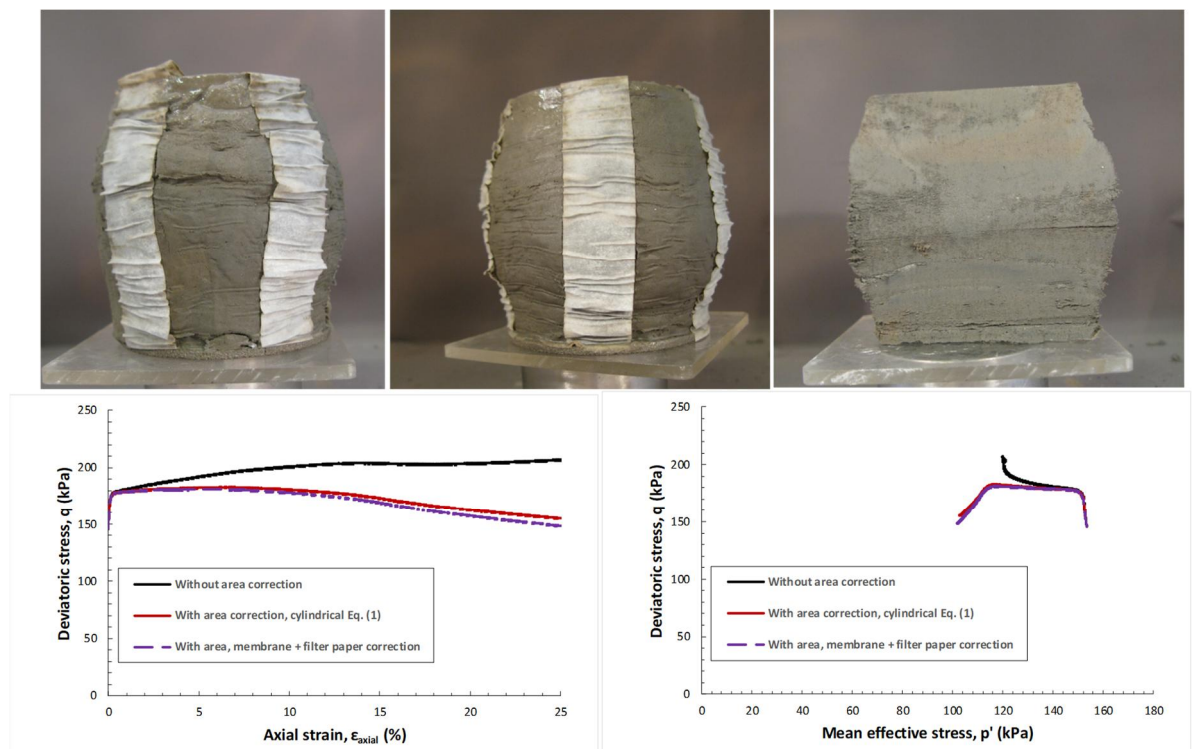 250
200
150
100
50
0
Deviatoric stress, q (kPa)
Without area correction
With area correction, cylindrical Eq. (1)
With area, membrane + filter paper correction
0 5 10 15 20 25
Axial strain, εaxial (%)
250
200
150
100
50
0
Deviatoric stress, q (kPa)
Without area correction
With area correction, cylindrical Eq. (1)
With area, membrane + filter paper correction
0 20 40 60 80 100 120 140 160 180
Mean effective stress, p' (kPa)